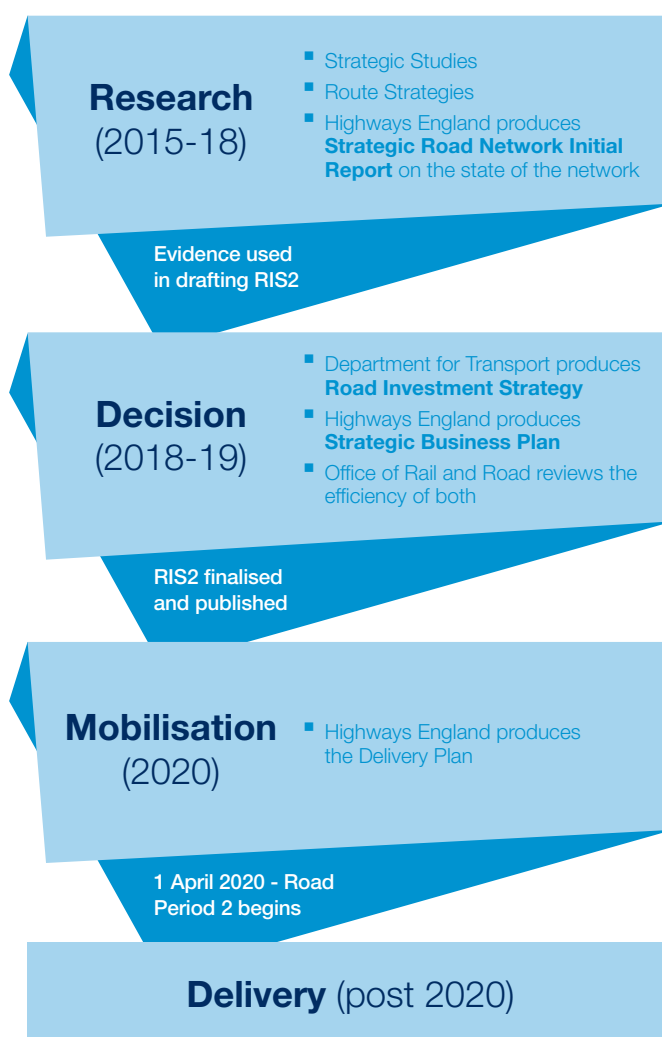 Research
(2015-18)
▪ Strategic Studies
▪ Route Strategies
▪ Highways England produces
Strategic Road Network Initial
Report on the state of the network
Evidence used
in drafting RIS2
Decision
(2018-19)
▪ Department for Transport produces
Road Investment Strategy
▪ Highways England produces
Strategic Business Plan
▪ Office of Rail and Road reviews the
efficiency of both
RIS2 finalised
and published
Mobilisation
(2020)
▪ Highways England produces
the Delivery Plan
1 April 2020 - Road
Period 2 begins
Delivery (post 2020)